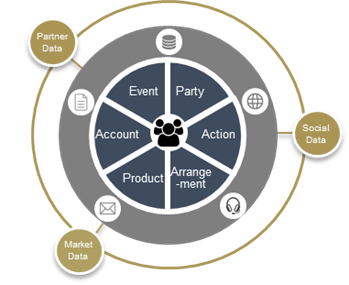 Partner
Data
Event
Party
Account
Action
Social
Data
Product
Arrange
-ment
Market
Data